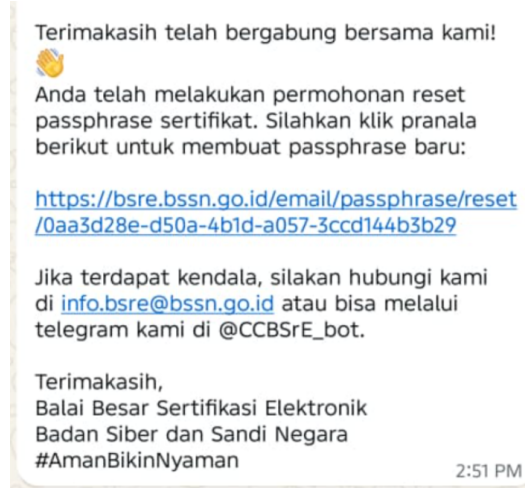 Terimakasih telah bergabung bersama kami!
👋
Anda telah melakukan permohonan reset
passphrase sertifikat. Silahkan klik pranala
berikut untuk membuat passphrase baru:
https://bsre.bssn.go.id/email/passphrase/reset
/0aa3d28e-d50a-4b1d-a057-3ccd144b3b29
Jika terdapat kendala, silakan hubungi kami
di info.bsre@bssn.go.id atau bisa melalui
telegram kami di @CCBSrE_bot.
Terimakasih,
Balai Besar Sertifikasi Elektronik
Badan Siber dan Sandi Negara
#AmanBikinNyaman
2:51 PM